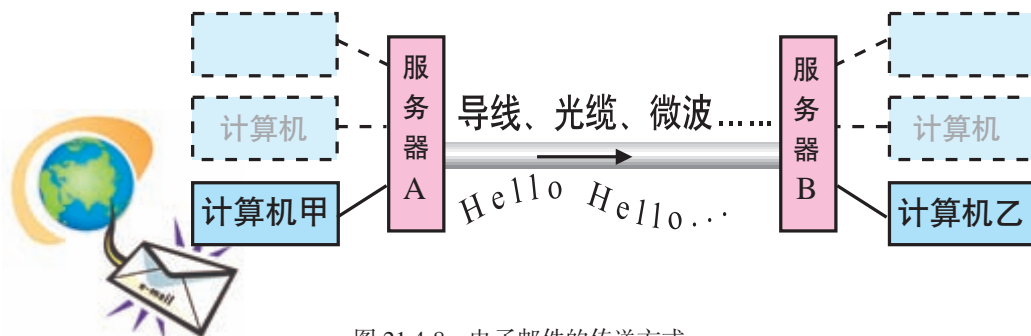 服务器A
服务器B
导线、光缆、微波……
计算机
计算机
Hello Hello...
计算机甲
计算机乙
e-mail